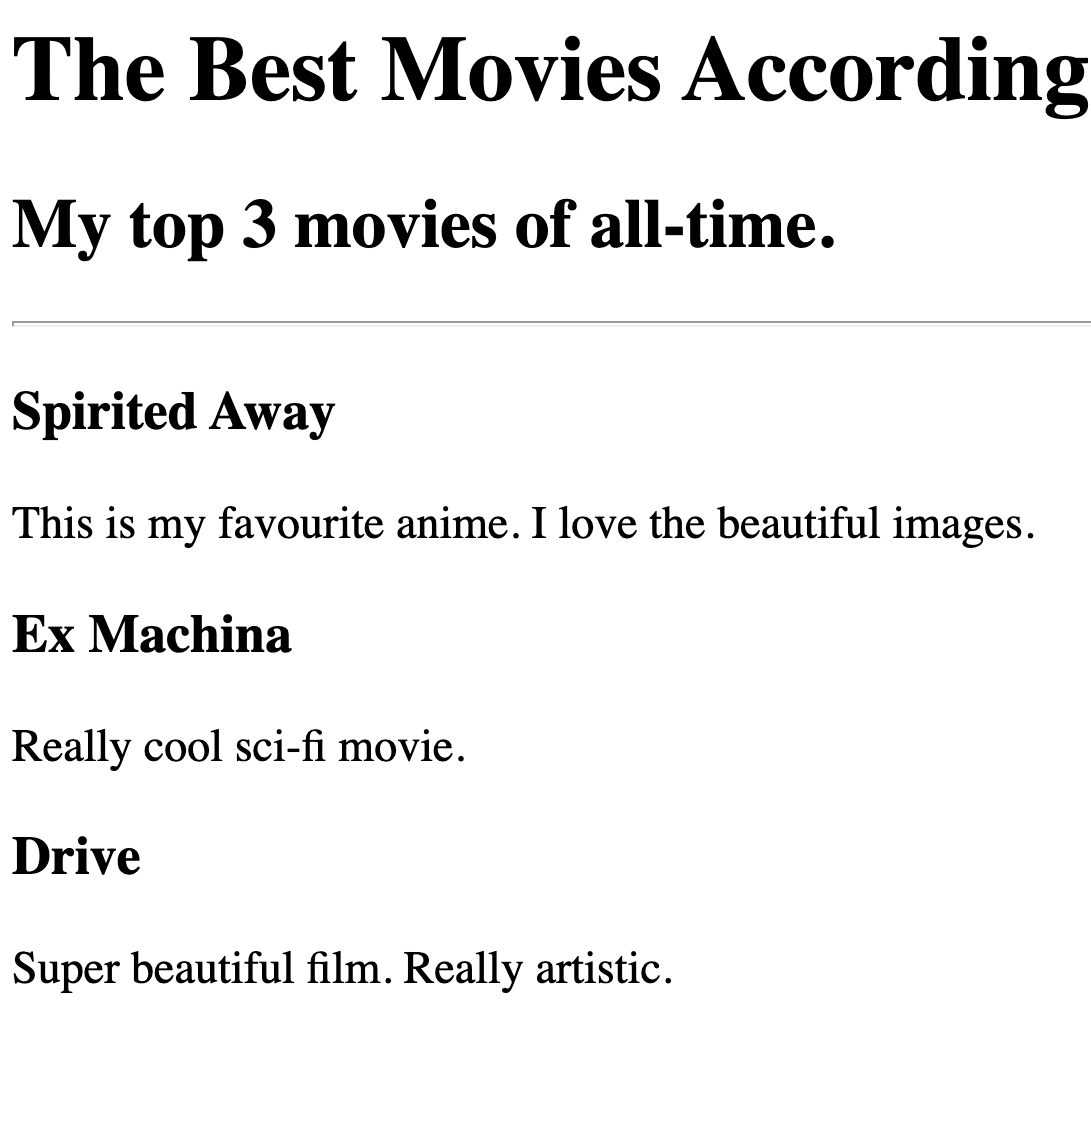 The Best Movies According
My top 3 movies of all-time.
Spirited Away
This is my favourite anime. I love the beautiful images.
Ex Machina
Really cool sci-fi movie.
Drive
Super beautiful film. Really artistic.